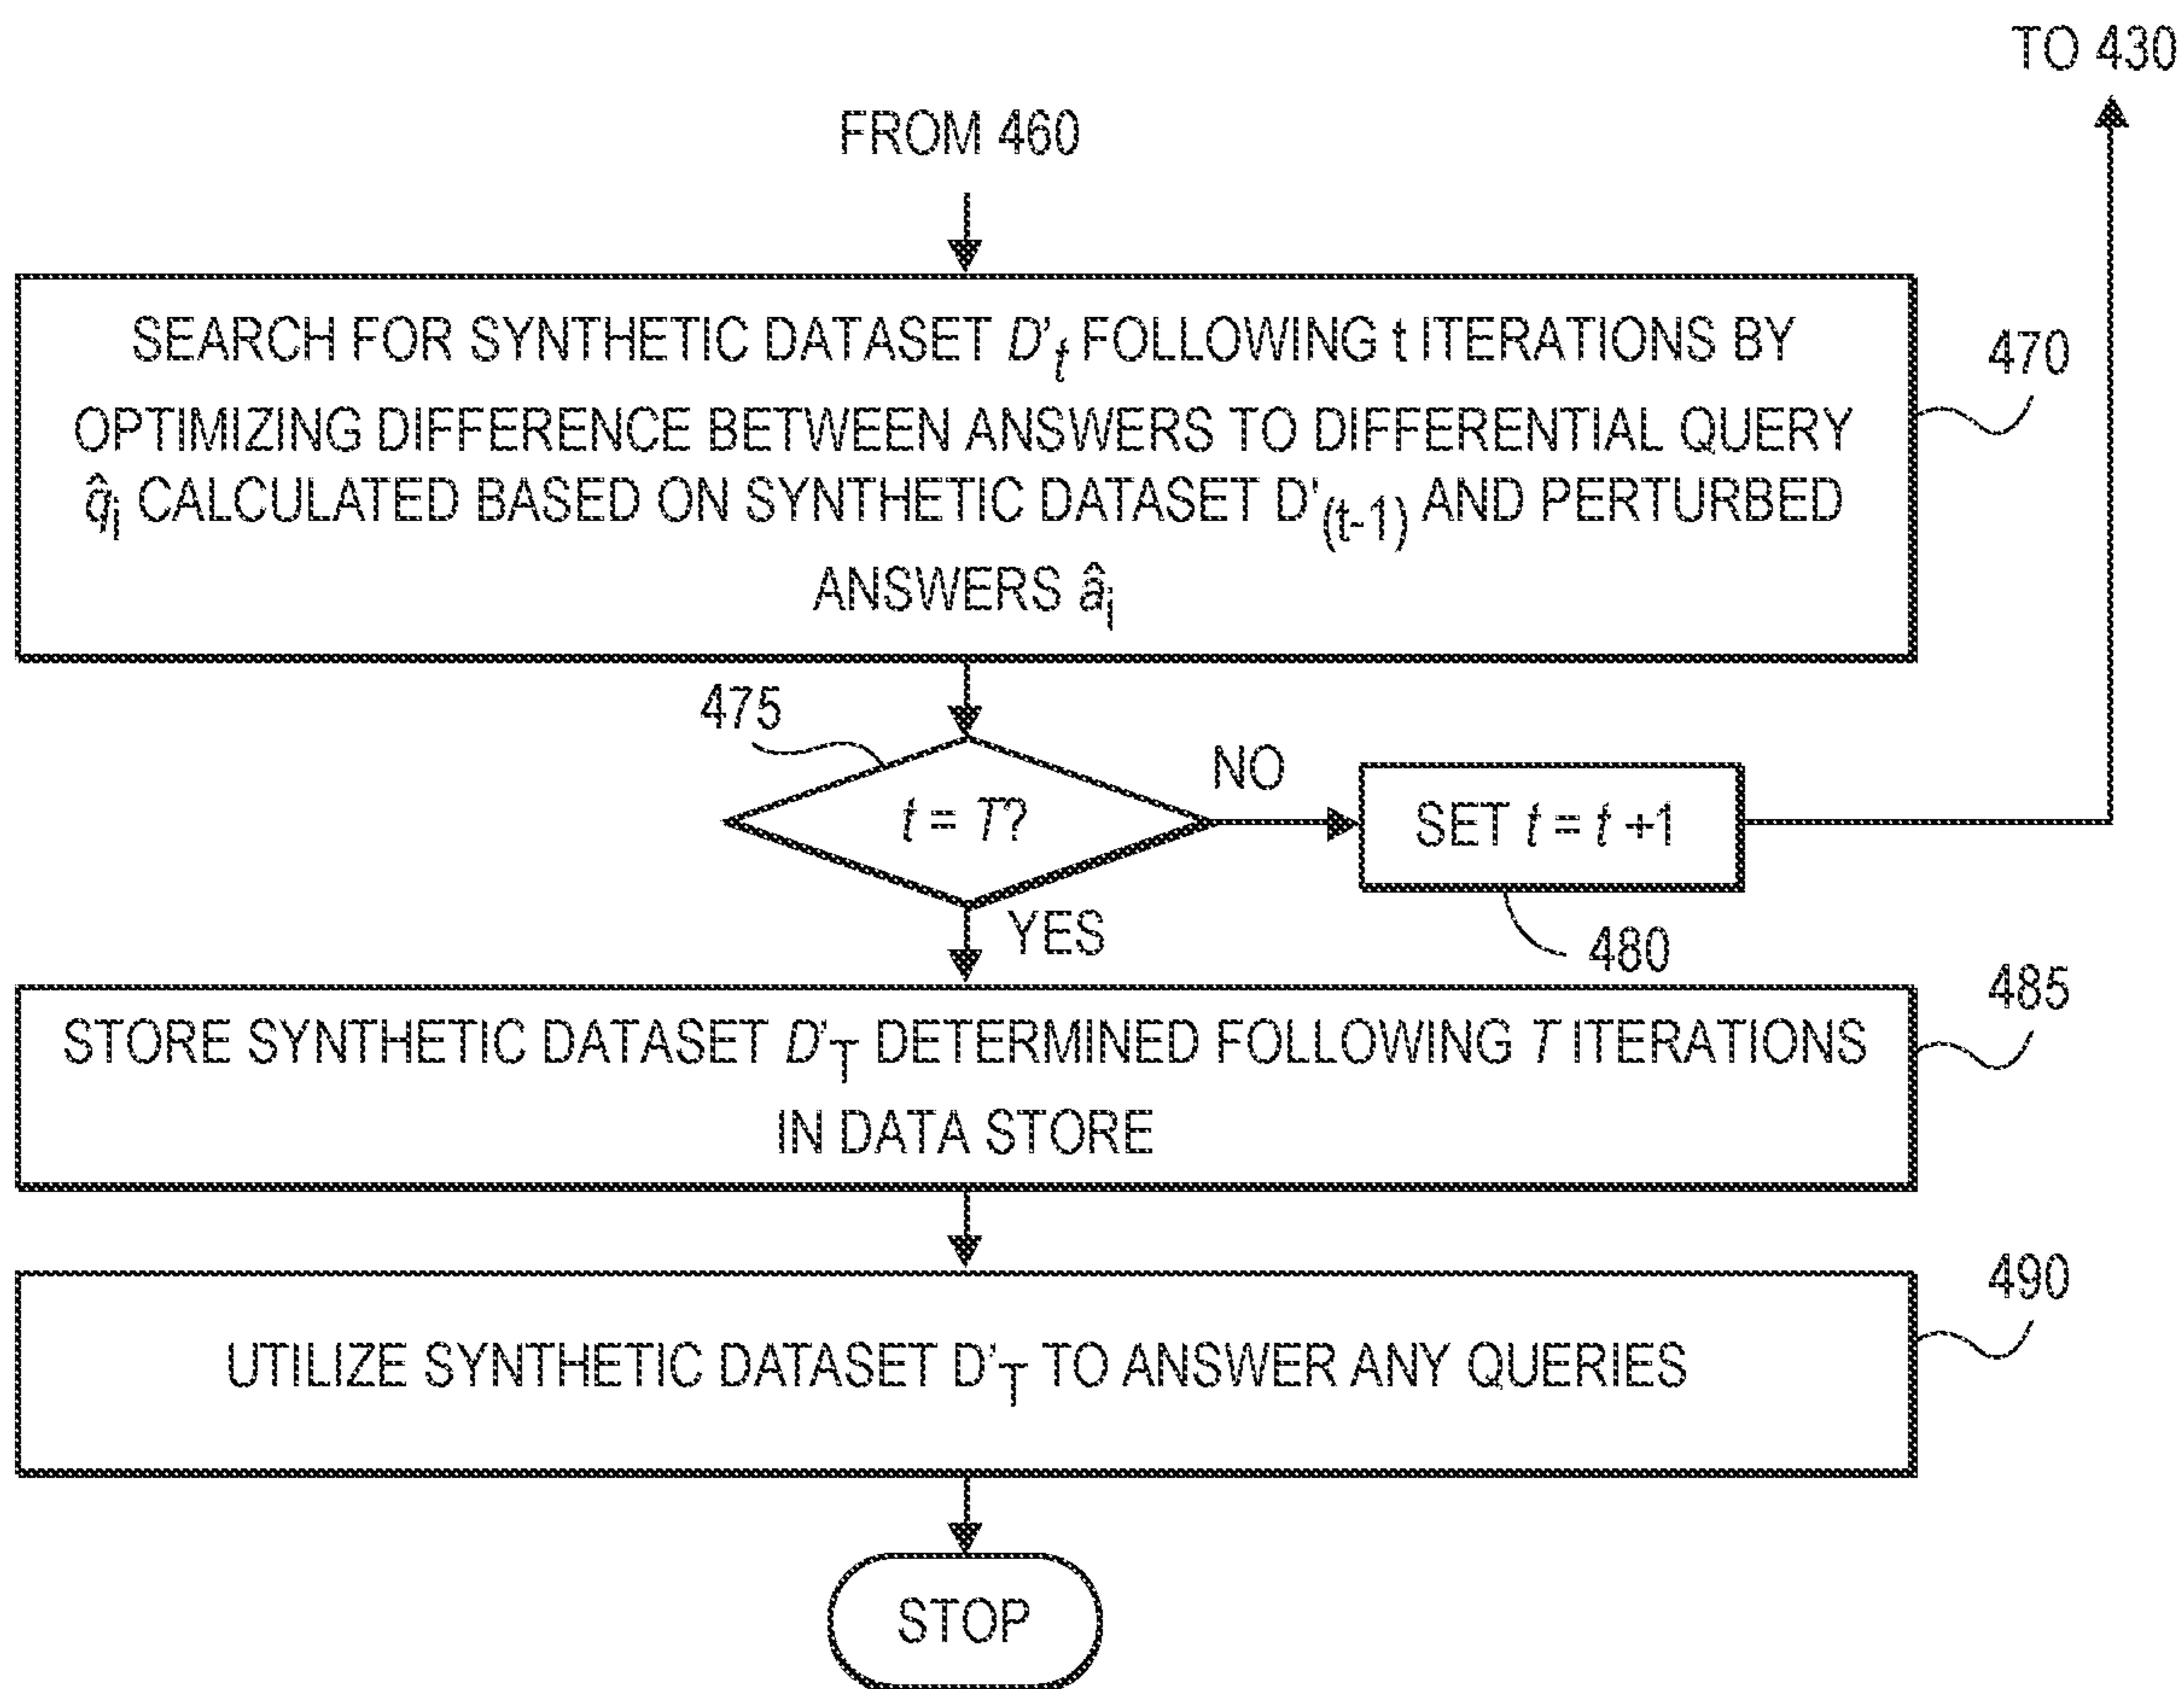 TO 430
FROM 460
SEARCH FOR SYNTHETIC DATASET D't FOLLOWING t ITERATIONS BY
OPTIMIZING DIFFERENCE BETWEEN ANSWERS TO DIFFERENTIAL QUERY
q̂i CALCULATED BASED ON SYNTHETIC DATASET D'(t-1) AND PERTURBED
ANSWERS âi
470
475
t = T?
NO
SET t = t +1
480
YES
STORE SYNTHETIC DATASET D'T DETERMINED FOLLOWING T ITERATIONS
IN DATA STORE
485
UTILIZE SYNTHETIC DATASET D'T TO ANSWER ANY QUERIES
490
STOP